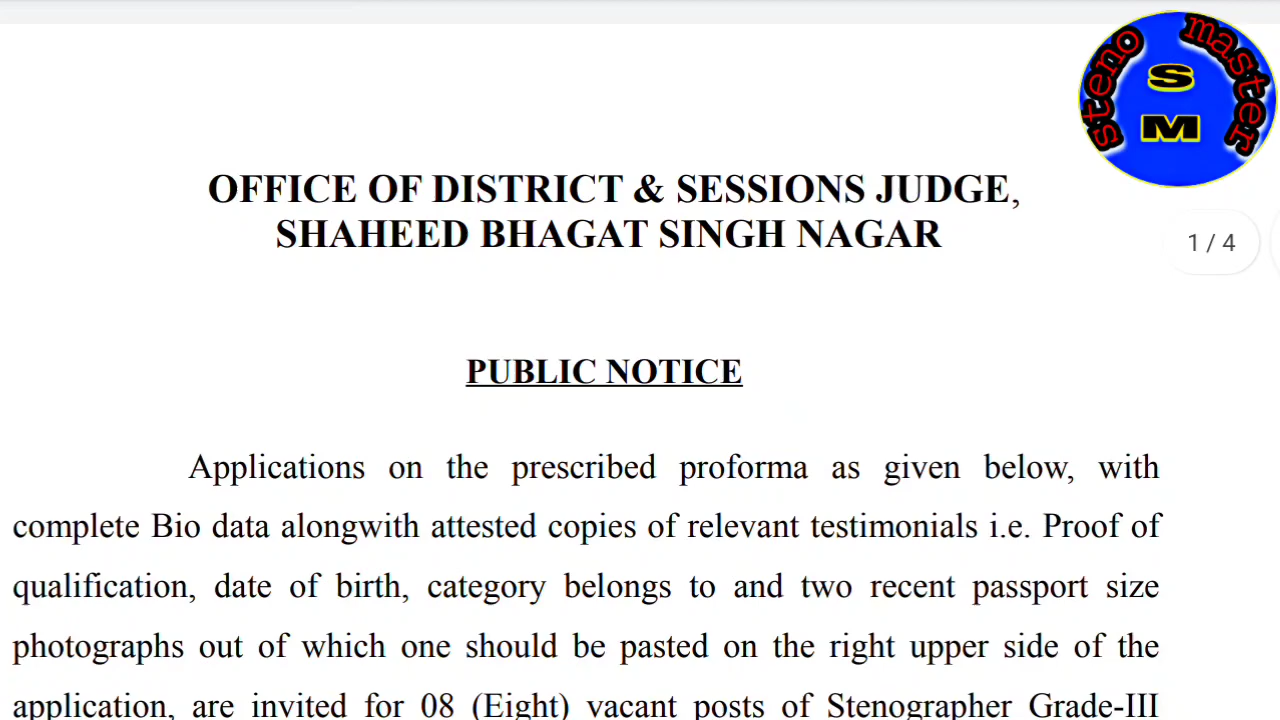 steno master
S
M
OFFICE OF DISTRICT & SESSIONS JUDGE,
SHAHEED BHAGAT SINGH NAGAR
1 / 4
PUBLIC NOTICE
Applications on the prescribed proforma as given below, with
complete Bio data alongwith attested copies of relevant testimonials i.e. Proof of
qualification, date of birth, category belongs to and two recent passport size
photographs out of which one should be pasted on the right upper side of the
application, are invited for 08 (Eight) vacant posts of Stenographer Grade-III